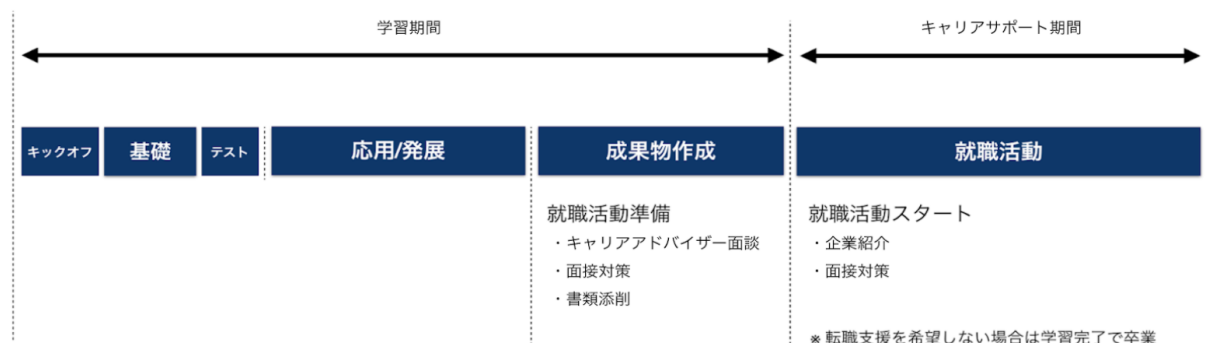 学習期間
キャリアサポート期間
キックオフ
基礎
テスト
応用/発展
成果物作成
就職活動
就職活動準備
・キャリアアドバイザー面談
・面接対策
・書類添削
就職活動スタート
・企業紹介
・面接対策
※ 転職支援を希望しない場合は学習完了で卒業